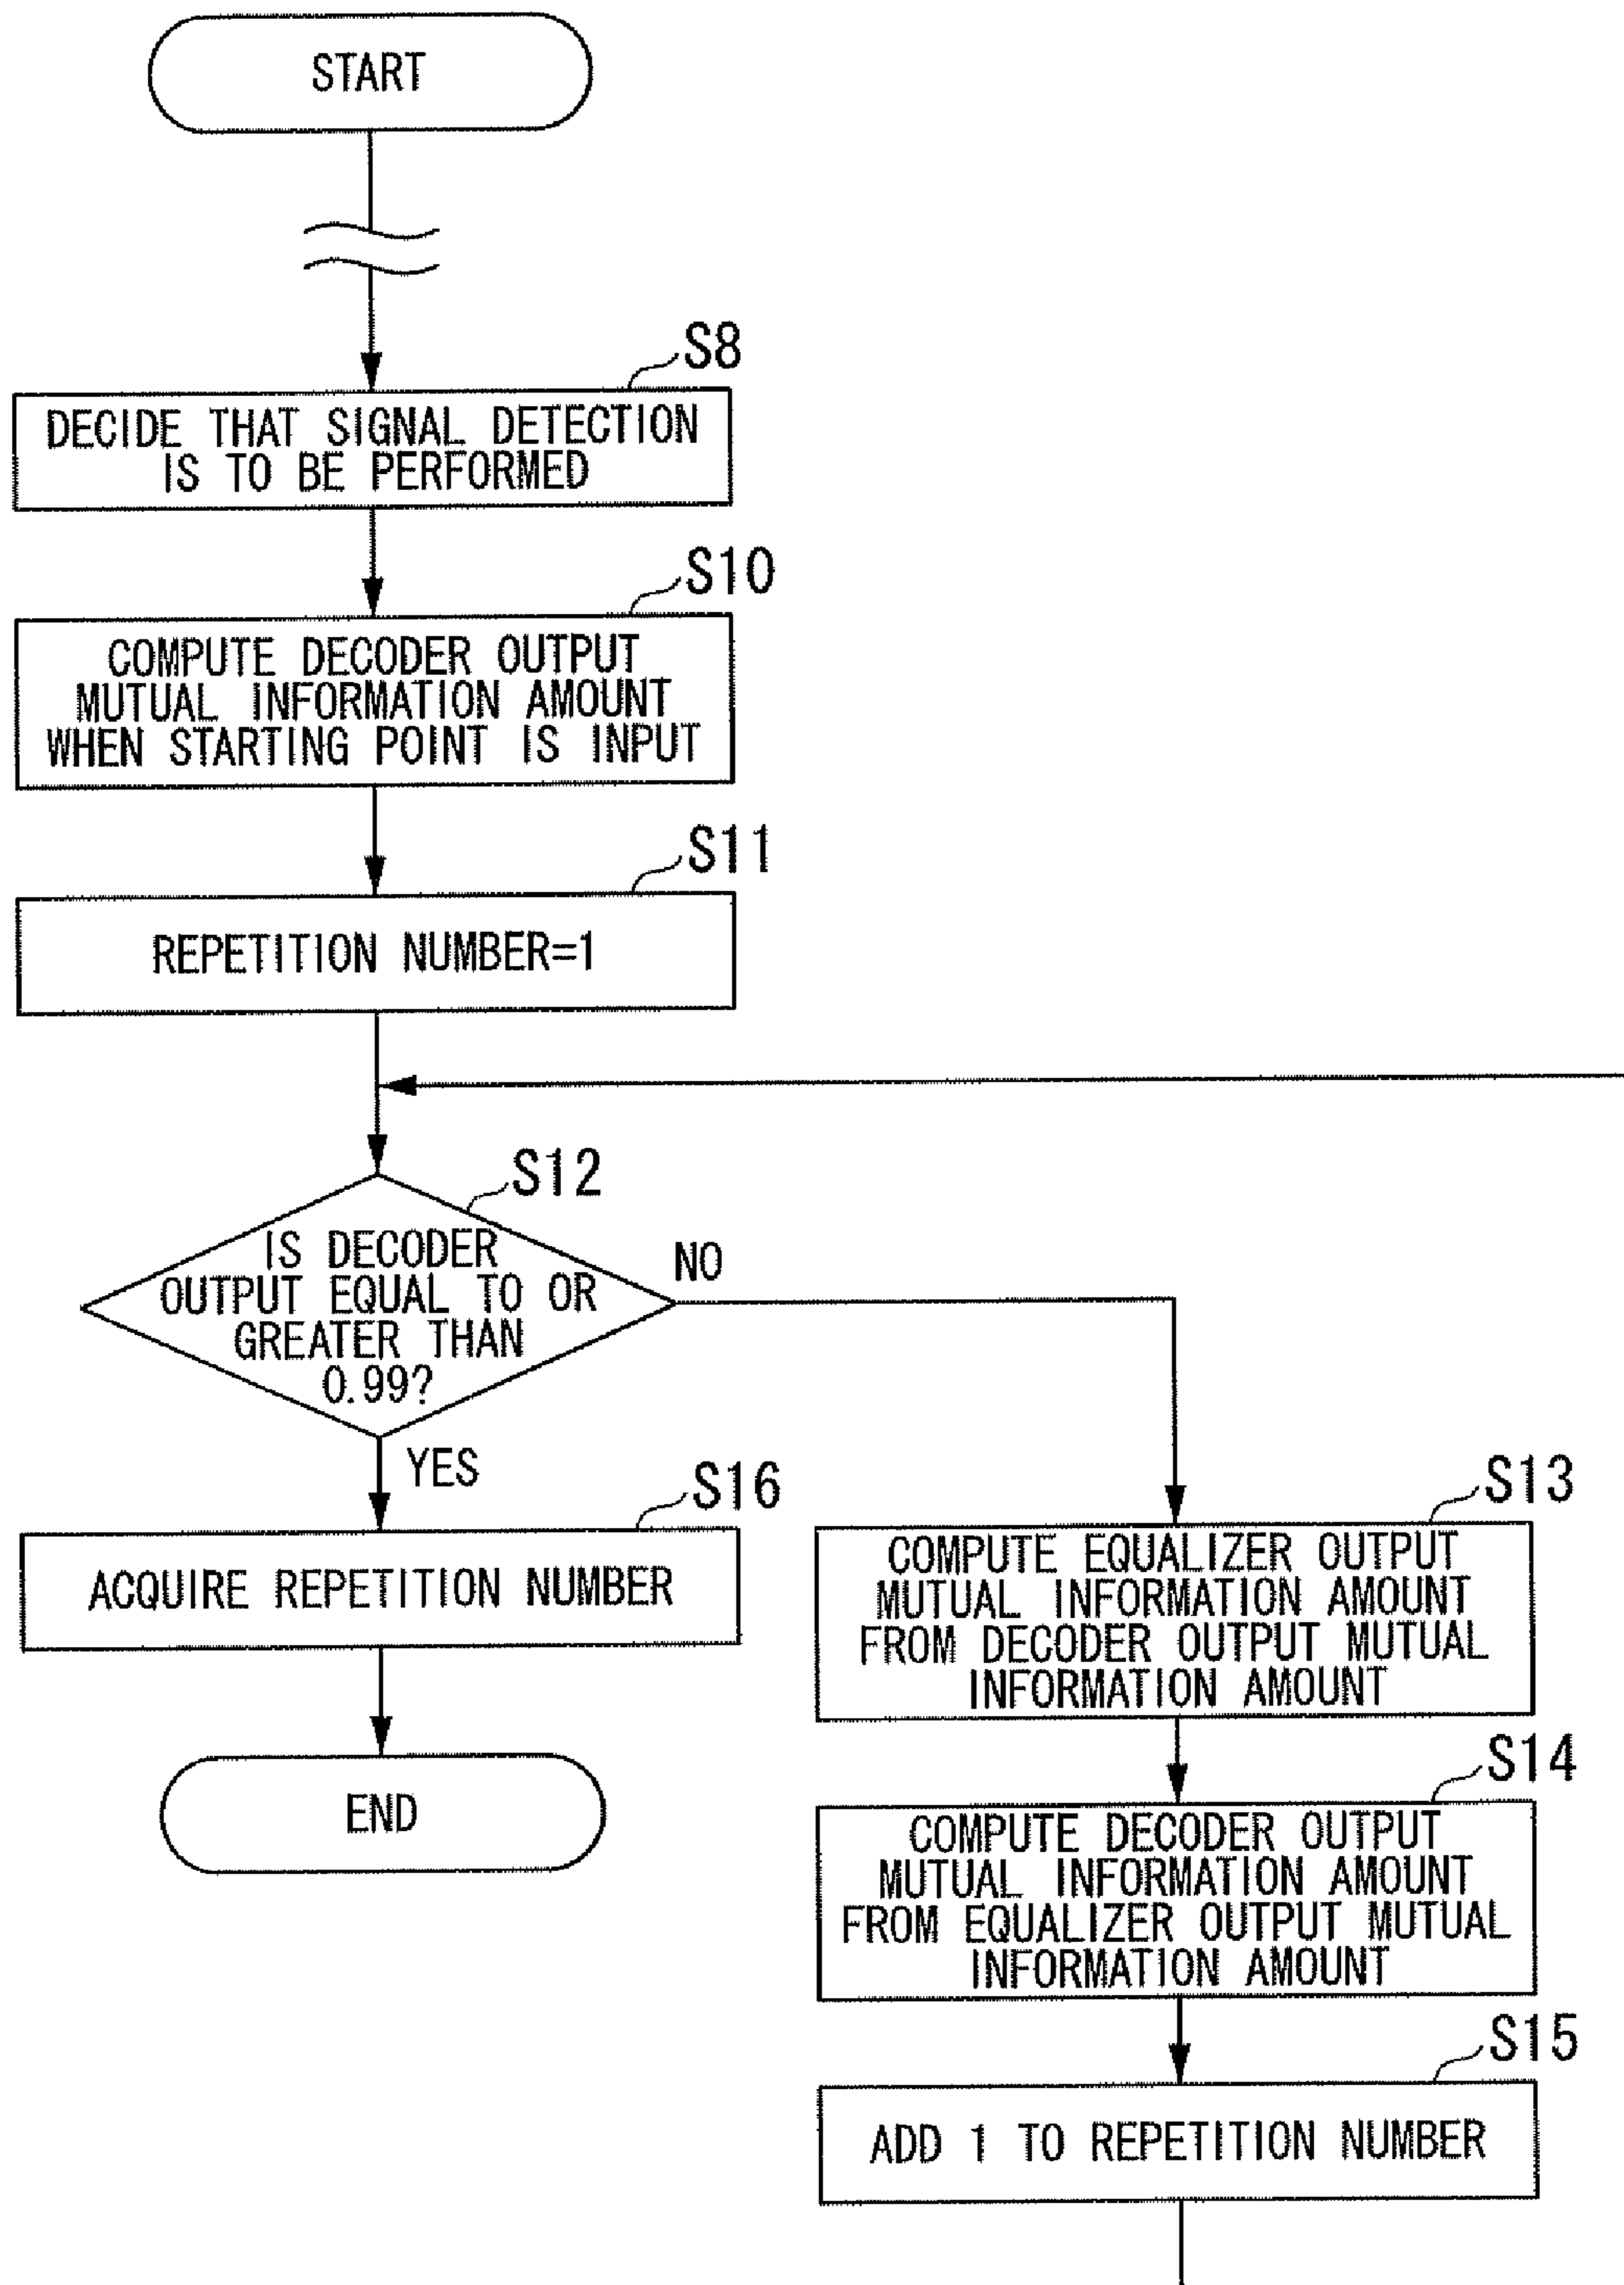 START
S8
DECIDE THAT SIGNAL DETECTION
IS TO BE PERFORMED
S10
COMPUTE DECODER OUTPUT
MUTUAL INFORMATION AMOUNT
WHEN STARTING POINT IS INPUT
S11
REPETITION NUMBER=1
S12
IS DECODER
OUTPUT EQUAL TO OR
GREATER THAN
0.99?
NO
YES
S16
ACQUIRE REPETITION NUMBER
END
S13
COMPUTE EQUALIZER OUTPUT
MUTUAL INFORMATION AMOUNT
FROM DECODER OUTPUT MUTUAL
INFORMATION AMOUNT
S14
COMPUTE DECODER OUTPUT
MUTUAL INFORMATION AMOUNT
FROM EQUALIZER OUTPUT MUTUAL
INFORMATION AMOUNT
S15
ADD 1 TO REPETITION NUMBER